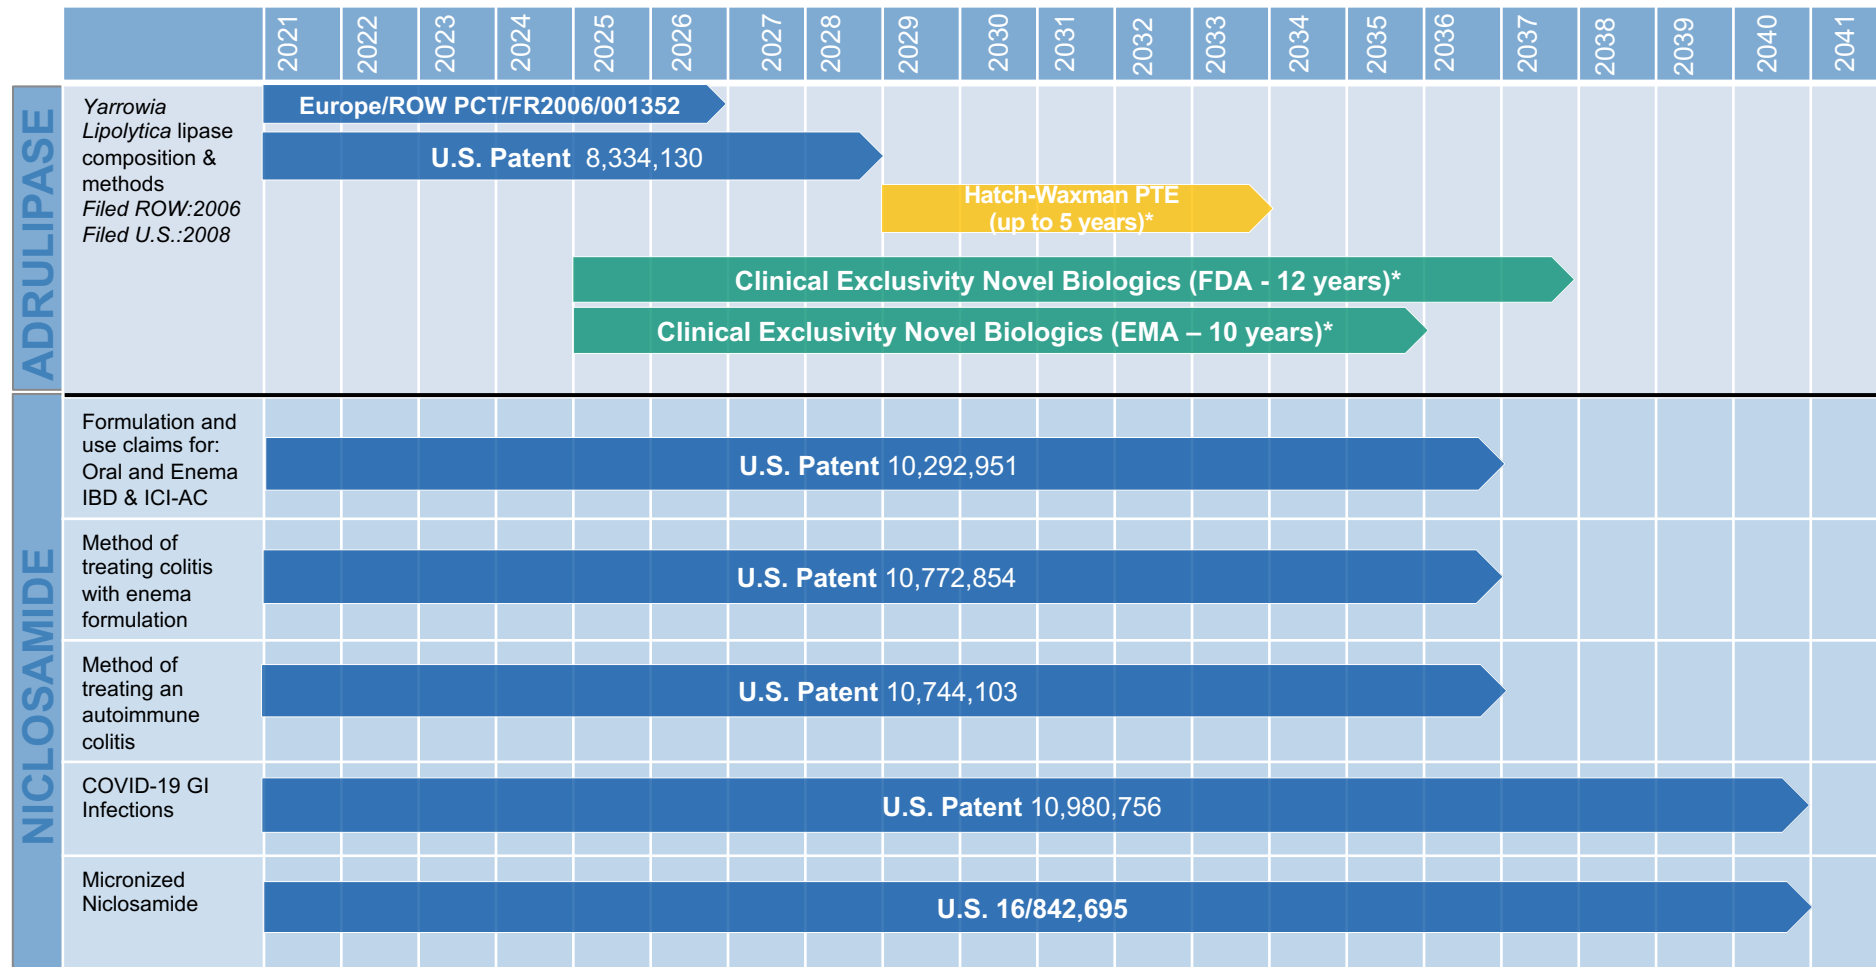 2021 2022 2023 2024 2025 2026 2027 2028 2029 2030 2031 2032 2033 2034 2035 2036 2037 2038 2039 2040 2041
ADRULIPASE
Yarrowia
Lipolytica lipase
composition &
methods
Filed ROW:2006
Filed U.S.:2008
Europe/ROW PCT/FR2006/001352
U.S. Patent 8,334,130
Hatch-Waxman PTE
(up to 5 years)*
Clinical Exclusivity Novel Biologics (FDA - 12 years)*
Clinical Exclusivity Novel Biologics (EMA – 10 years)*
NICLOSAMIDE
Formulation and
use claims for:
Oral and Enema
IBD & ICI-AC
U.S. Patent 10,292,951
Method of
treating colitis
with enema
formulation
U.S. Patent 10,772,854
Method of
treating an
autoimmune
colitis
U.S. Patent 10,744,103
COVID-19 GI
Infections
U.S. Patent 10,980,756
Micronized
Niclosamide
U.S. 16/842,695